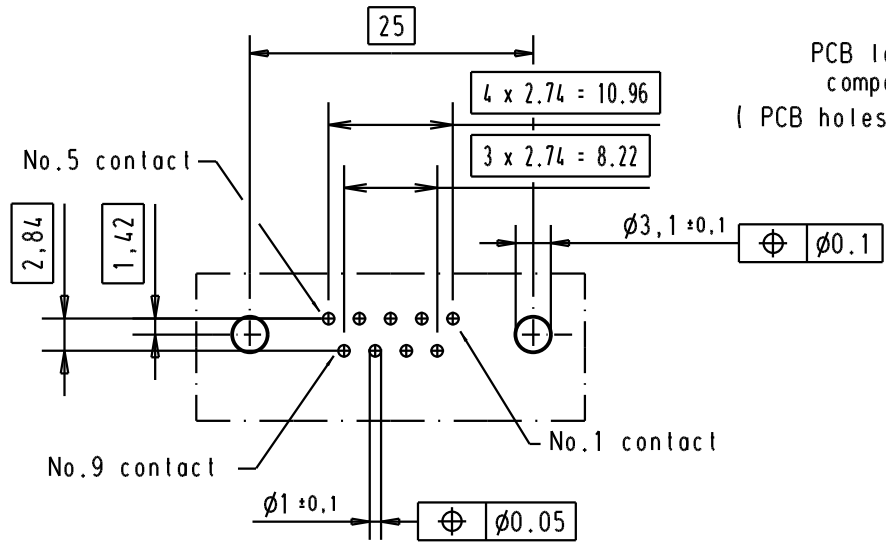 25
PCB
4 x 2.74 = 10.96
( PCB holes
3 x 2.74 = 8.22
No.5 contact
2,84
1,42
Ø3,1 ±0,1
Ø0.1
No.1 contact
No.9 contact
Ø1 ±0,1
Ø0.05